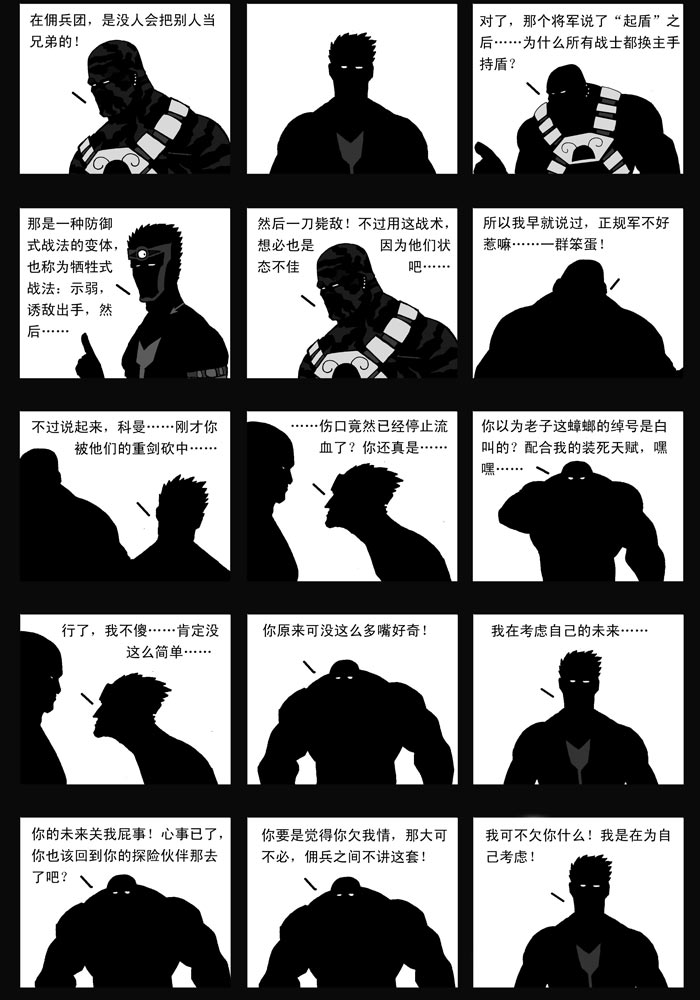 在佣兵团，是没人会把别人当
兄弟的！
对了，那个将军说了“起盾”之
后……为什么所有战士都换主手
持盾？
那是一种防御
式战法的变体，
也称为牺牲式
战法：示弱，
诱敌出手，然
后……
然后一刀毙敌！不过用这战术，
想必也是 因为他们状
态不佳 吧……
所以我早就说过，正规军不好
惹嘛……一群笨蛋！
不过说起来，科曼……刚才你
被他们的重剑砍中……
……伤口竟然已经停止流
血了？你还真是……
你以为老子这蟑螂的绰号是白
叫的？配合我的装死天赋，嘿
嘿……
行了，我不傻……肯定没
这么简单……
你原来可没这么多嘴好奇！
我在考虑自己的未来……
你的未来关我屁事！心事已了，
你也该回到你的探险伙伴那去
了吧？
你要是觉得你欠我情，那大可
不必，佣兵之间不讲这套！
我可不欠你什么！我是在为自
己考虑！